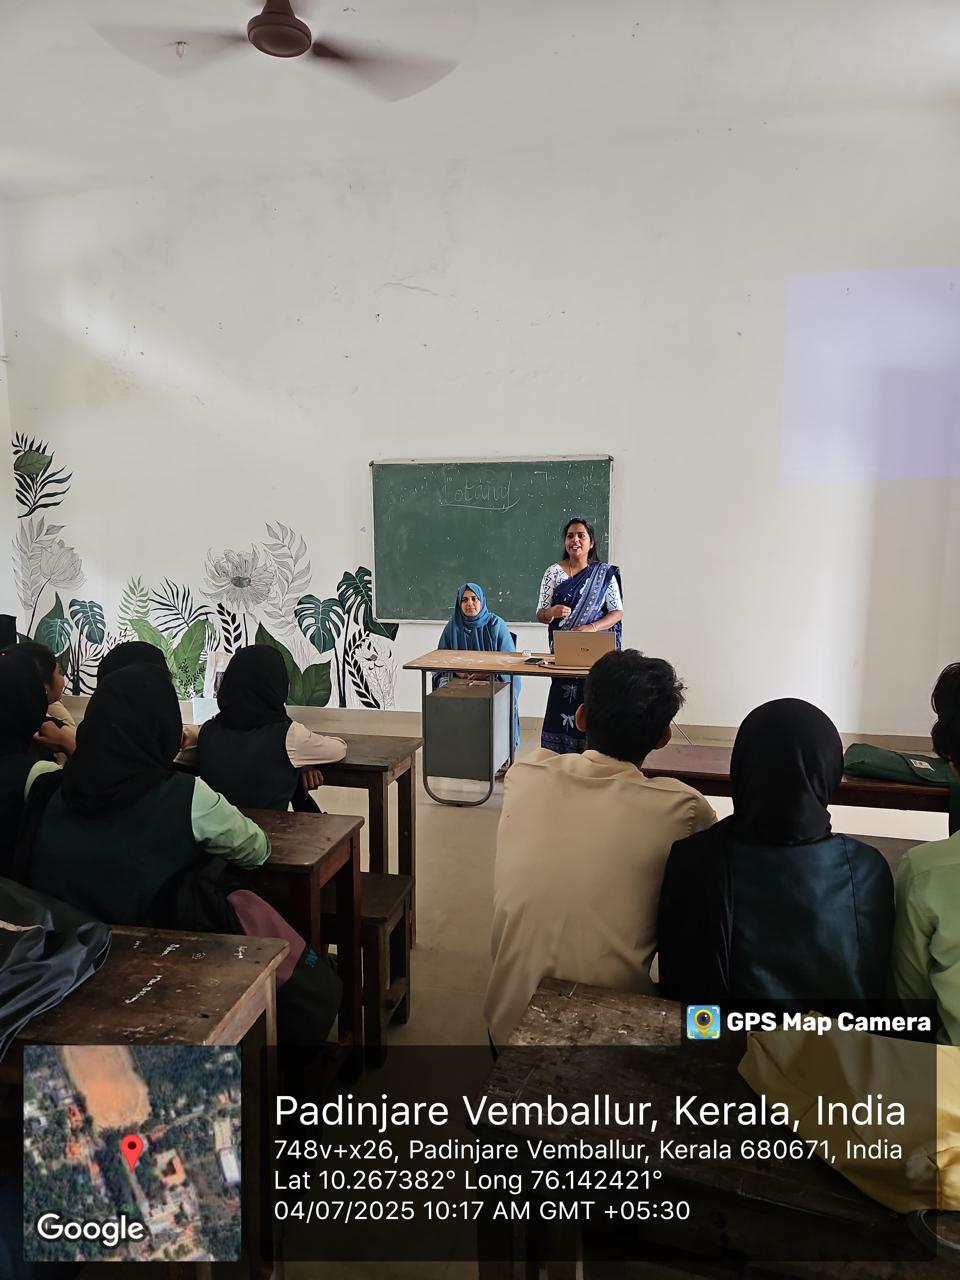 Botany
GPS Map Camera
Padinjare Vemballur, Kerala, India
748v+x26, Padinjare Vemballur, Kerala 680671, India
Lat 10.267382° Long 76.142421°
04/07/2025 10:17 AM GMT +05:30
Google